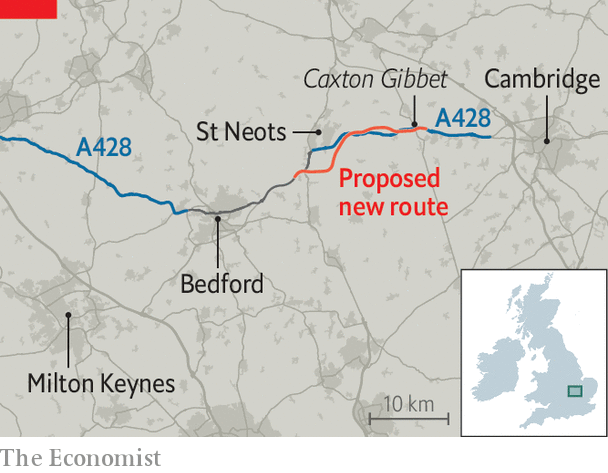 Caxton Gibbet
Cambridge
St Neots
A428
A428
Proposed
new route
Bedford
Milton Keynes
10 km
The Economist